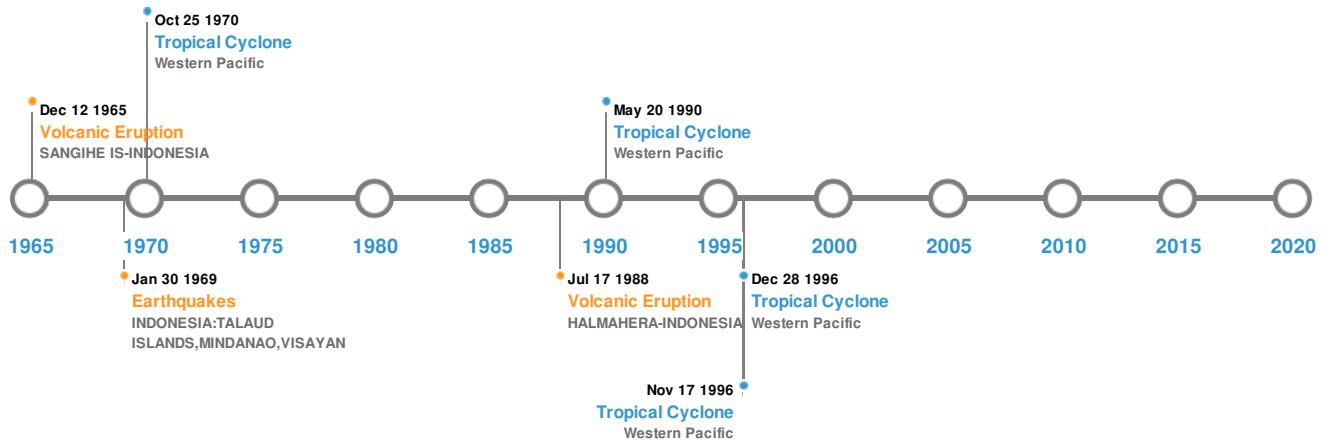 Oct 25 1970
Tropical Cyclone
Western Pacific
Dec 12 1965
Volcanic Eruption
SANGIHE IS-INDONESIA
May 20 1990
Tropical Cyclone
Western Pacific
1965 1970 1975 1980 1985 1990 1995 2000 2005 2010 2015 2020
Jan 30 1969
Earthquakes
INDONESIA:TALAUD
ISLANDS,MINDANAO,VISAYAN
Jul 17 1988
Volcanic Eruption
HALMAHERA-INDONESIA
Dec 28 1996
Tropical Cyclone
Western Pacific
Nov 17 1996
Tropical Cyclone
Western Pacific